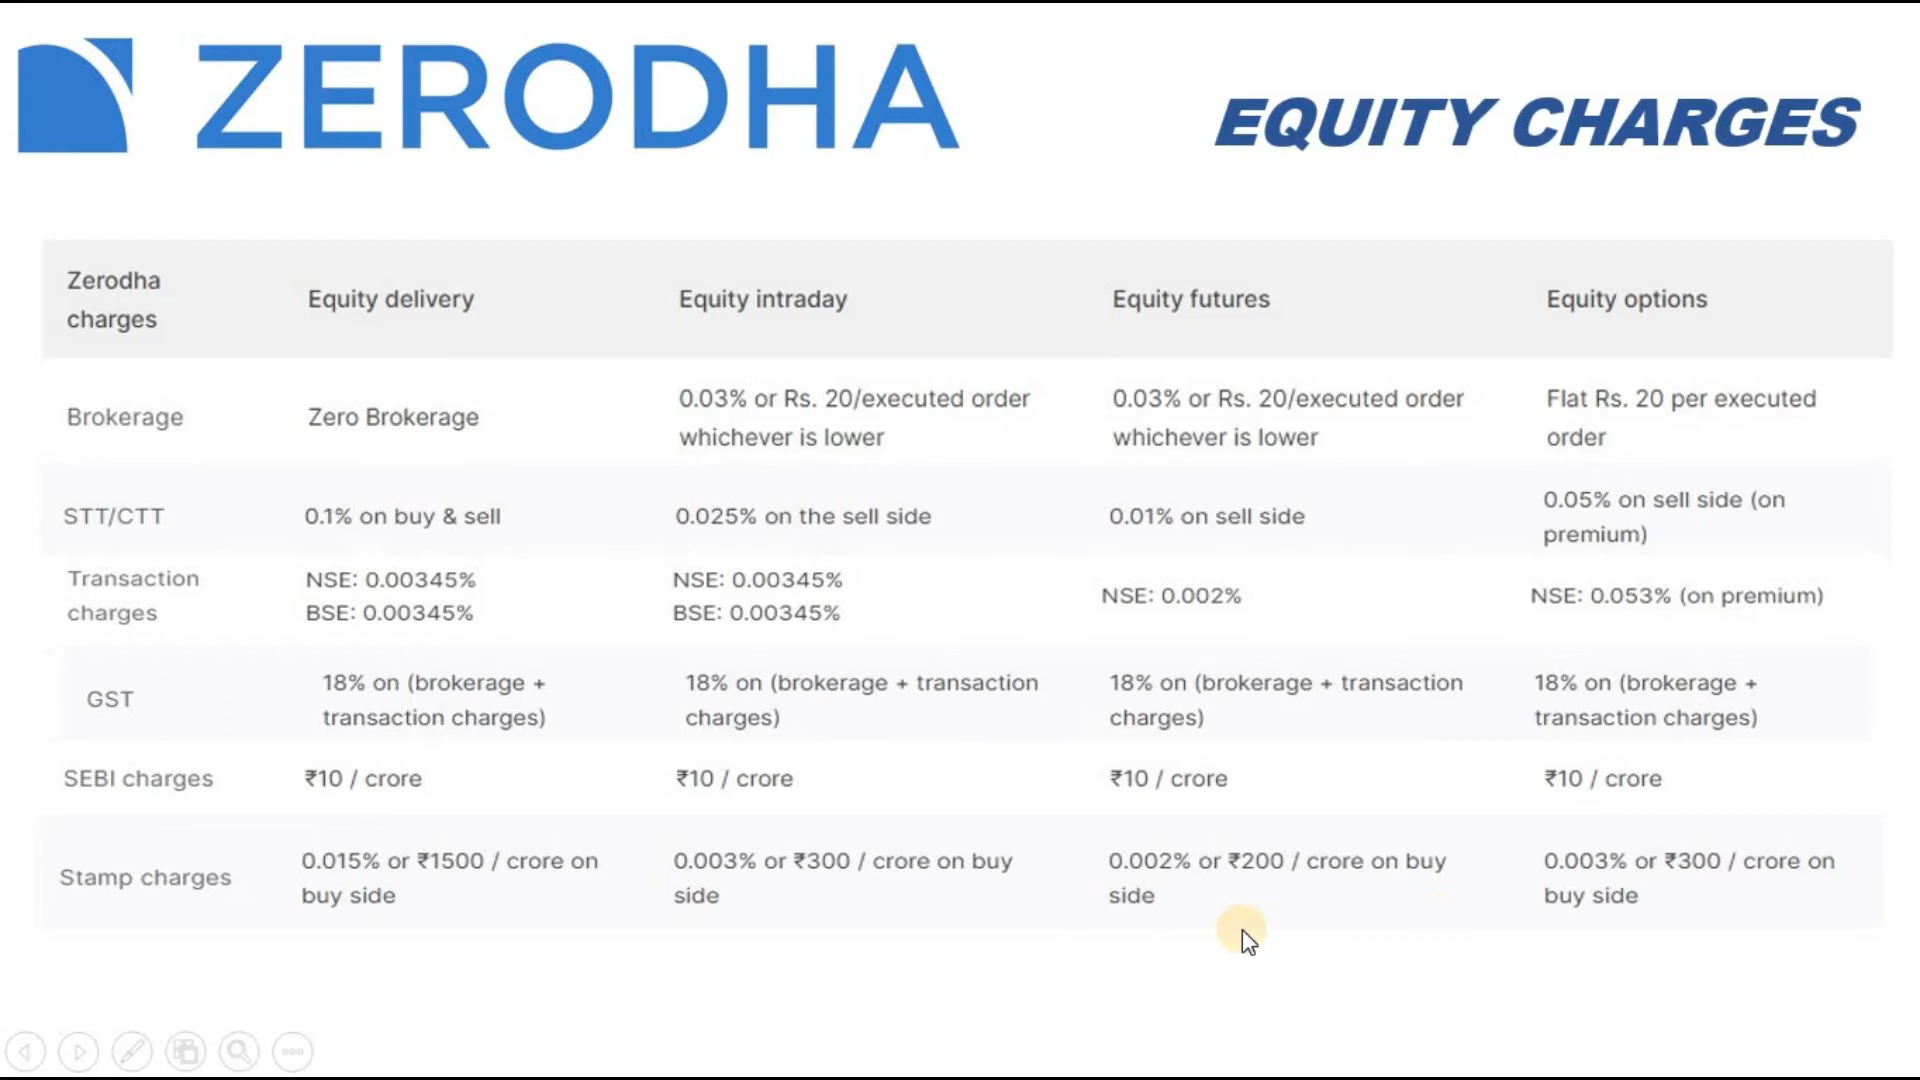 ZERODHA
EQUITY CHARGES
Zerodha
charges
Equity delivery
Equity intraday
Equity futures
Equity options
Brokerage
Zero Brokerage
0.03% or Rs. 20/executed order
whichever is lower
0.03% or Rs. 20/executed order
whichever is lower
Flat Rs. 20 per executed
order
STT/CTT
0.1% on buy & sell
0.025% on the sell side
0.01% on sell side
0.05% on sell side (on
premium)
Transaction
charges
NSE: 0.00345%
BSE: 0.00345%
NSE: 0.00345%
BSE: 0.00345%
NSE: 0.002%
NSE: 0.053% (on premium)
GST
18% on (brokerage +
transaction charges)
18% on (brokerage + transaction
charges)
18% on (brokerage + transaction
charges)
18% on (brokerage +
transaction charges)
SEBI charges
₹10 / crore
₹10 / crore
₹10 / crore
₹10 / crore
Stamp charges
0.015% or ₹1500 / crore on
buy side
0.003% or ₹300 / crore on buy
side
0.002% or ₹200 / crore on buy
side
0.003% or ₹300 / crore on
buy side